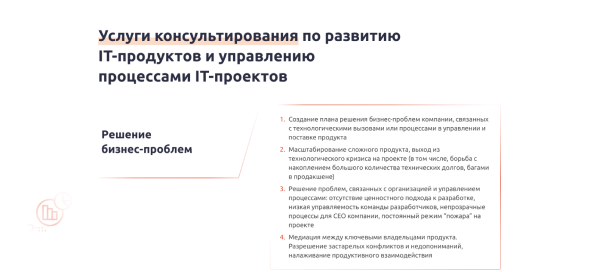 Услуги консультирования по развитию
IT-продуктов и управлению
процессами IT-проектов
Решение
бизнес-проблем
1. Создание плана решения бизнес-проблем компании, связанных
с технологическими вызовами или процессами в управлении и
поставке продукта
2. Масштабирование сложного продукта, выход из
технологического кризиса на проекте (в том числе, борьба с
накоплением большого количества технических долгов, багами
в продакшене)
3. Решение проблем, связанных с организацией и управлением
процессами: отсутствие ценностного подхода к разработке,
низкая управляемость команды разработчиков, непрозрачные
процессы для CEO компании, постоянный режим "пожара" на
проекте
4. Медиация между ключевыми владельцами продукта.
Разрешение застарелых конфликтов и недопониманий,
налаживание продуктивного взаимодействия